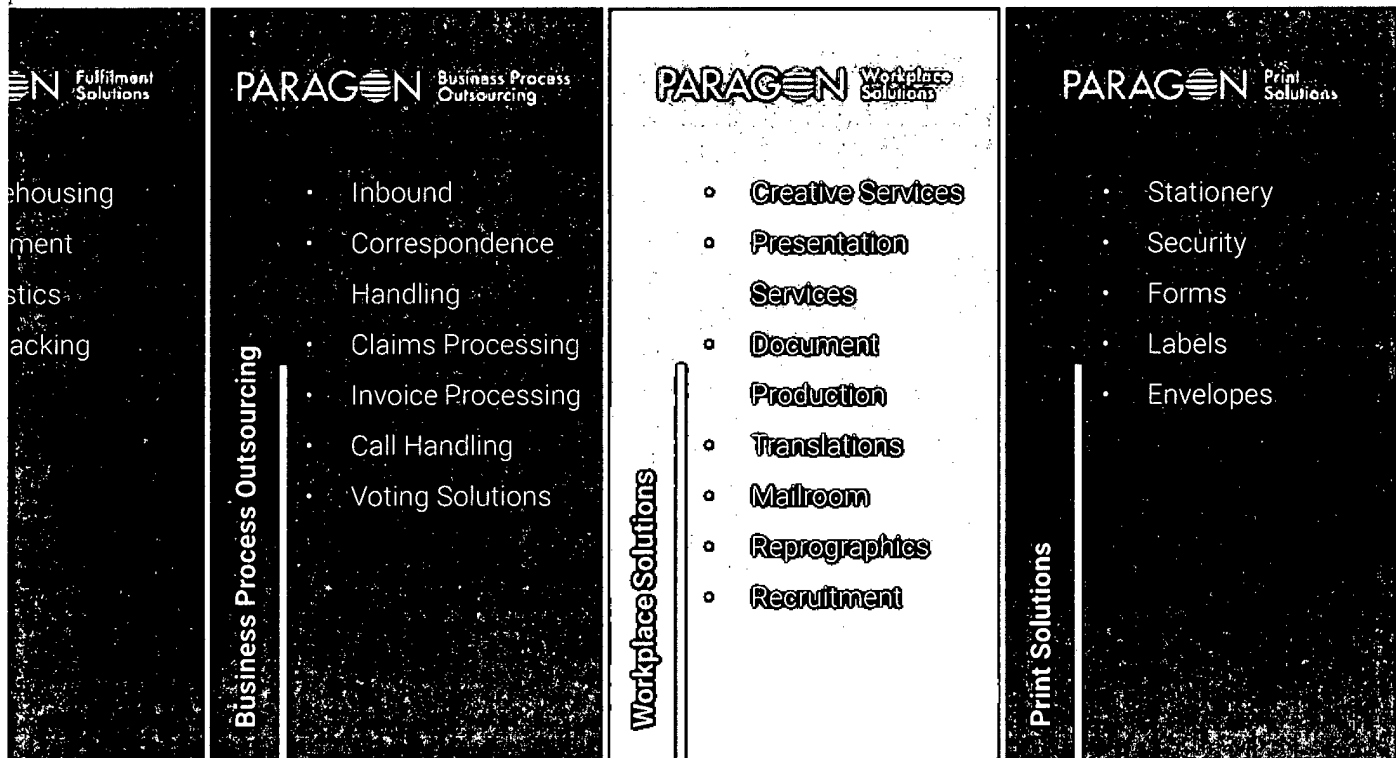 Fulfilment
Solutions
ehousing
ment
stics
acking
PARAGON Business Process
Outsourcing
Inbound
Correspondence
Handling
Claims Processing
Invoice Processing
Call Handling
Voting Solutions
Business Process Outsourcing
PARAGON Workplace
Solutions
Creative Services
Presentation
Services
Document
Production
Translations
Mailroom
Reprographics
Recruitment
Workplace Solutions
PARAGON Print
Solutions
Stationery
Security
Forms
Labels
Envelopes
Print Solutions